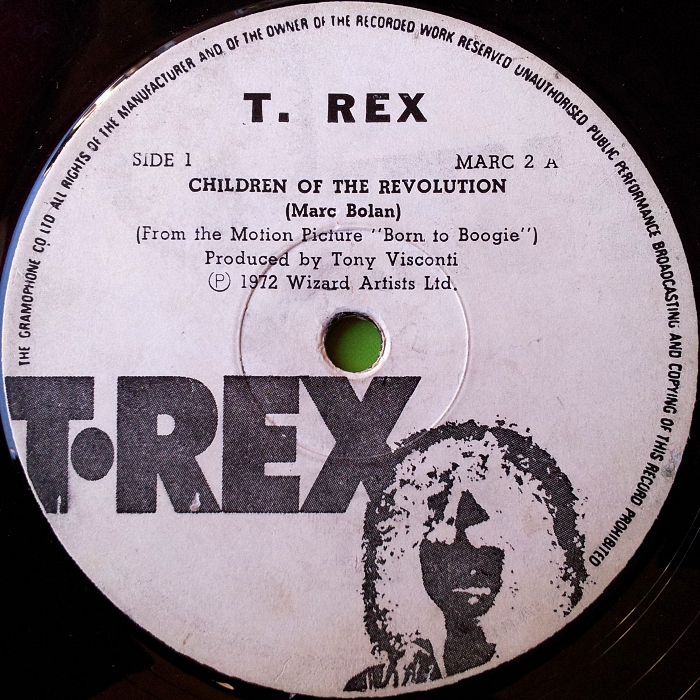 THE GRAMOPHONE CO LTD ALL RIGHTS OF THE MANUFACTURER AND OF THE OWNER OF THE RECORDED WORK RESERVED UNAUTHORISED PUBLIC PERFORMANCE BROADCASTING AND COPYING OF THIS RECORD PROHIBITED
T. REX
SIDE 1
MARC 2 A
CHILDREN OF THE REVOLUTION
(Marc Bolan)
(From the Motion Picture "Born to Boogie")
Produced by Tony Visconti
Ⓟ 1972 Wizard Artists Ltd.
T·REX